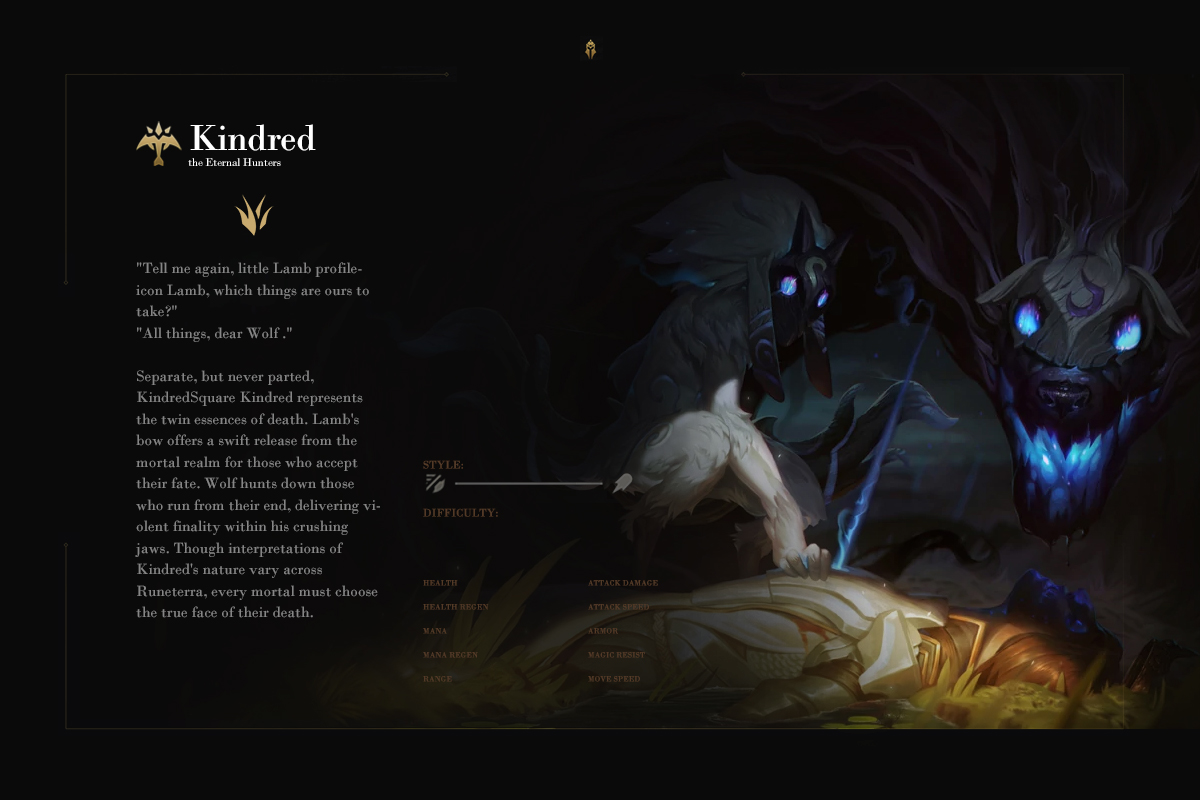 Kindred
the Eternal Hunters
"Tell me again, little Lamb profile-
icon Lamb, which things are ours to
take?"
"All things, dear Wolf ."
Separate, but never parted,
KindredSquare Kindred represents
the twin essences of death. Lamb's
bow offers a swift release from the
mortal realm for those who accept
their fate. Wolf hunts down those
who run from their end, delivering vi-
olent finality within his crushing
jaws. Though interpretations of
Kindred's nature vary across
Runeterra, every mortal must choose
the true face of their death.
STYLE:
DIFFICULTY:
HEALTH
HEALTH REGEN
MANA
MANA REGEN
RANGE
ATTACK DAMAGE
ATTACK SPEED
ARMOR
MAGIC RESIST
MOVE SPEED